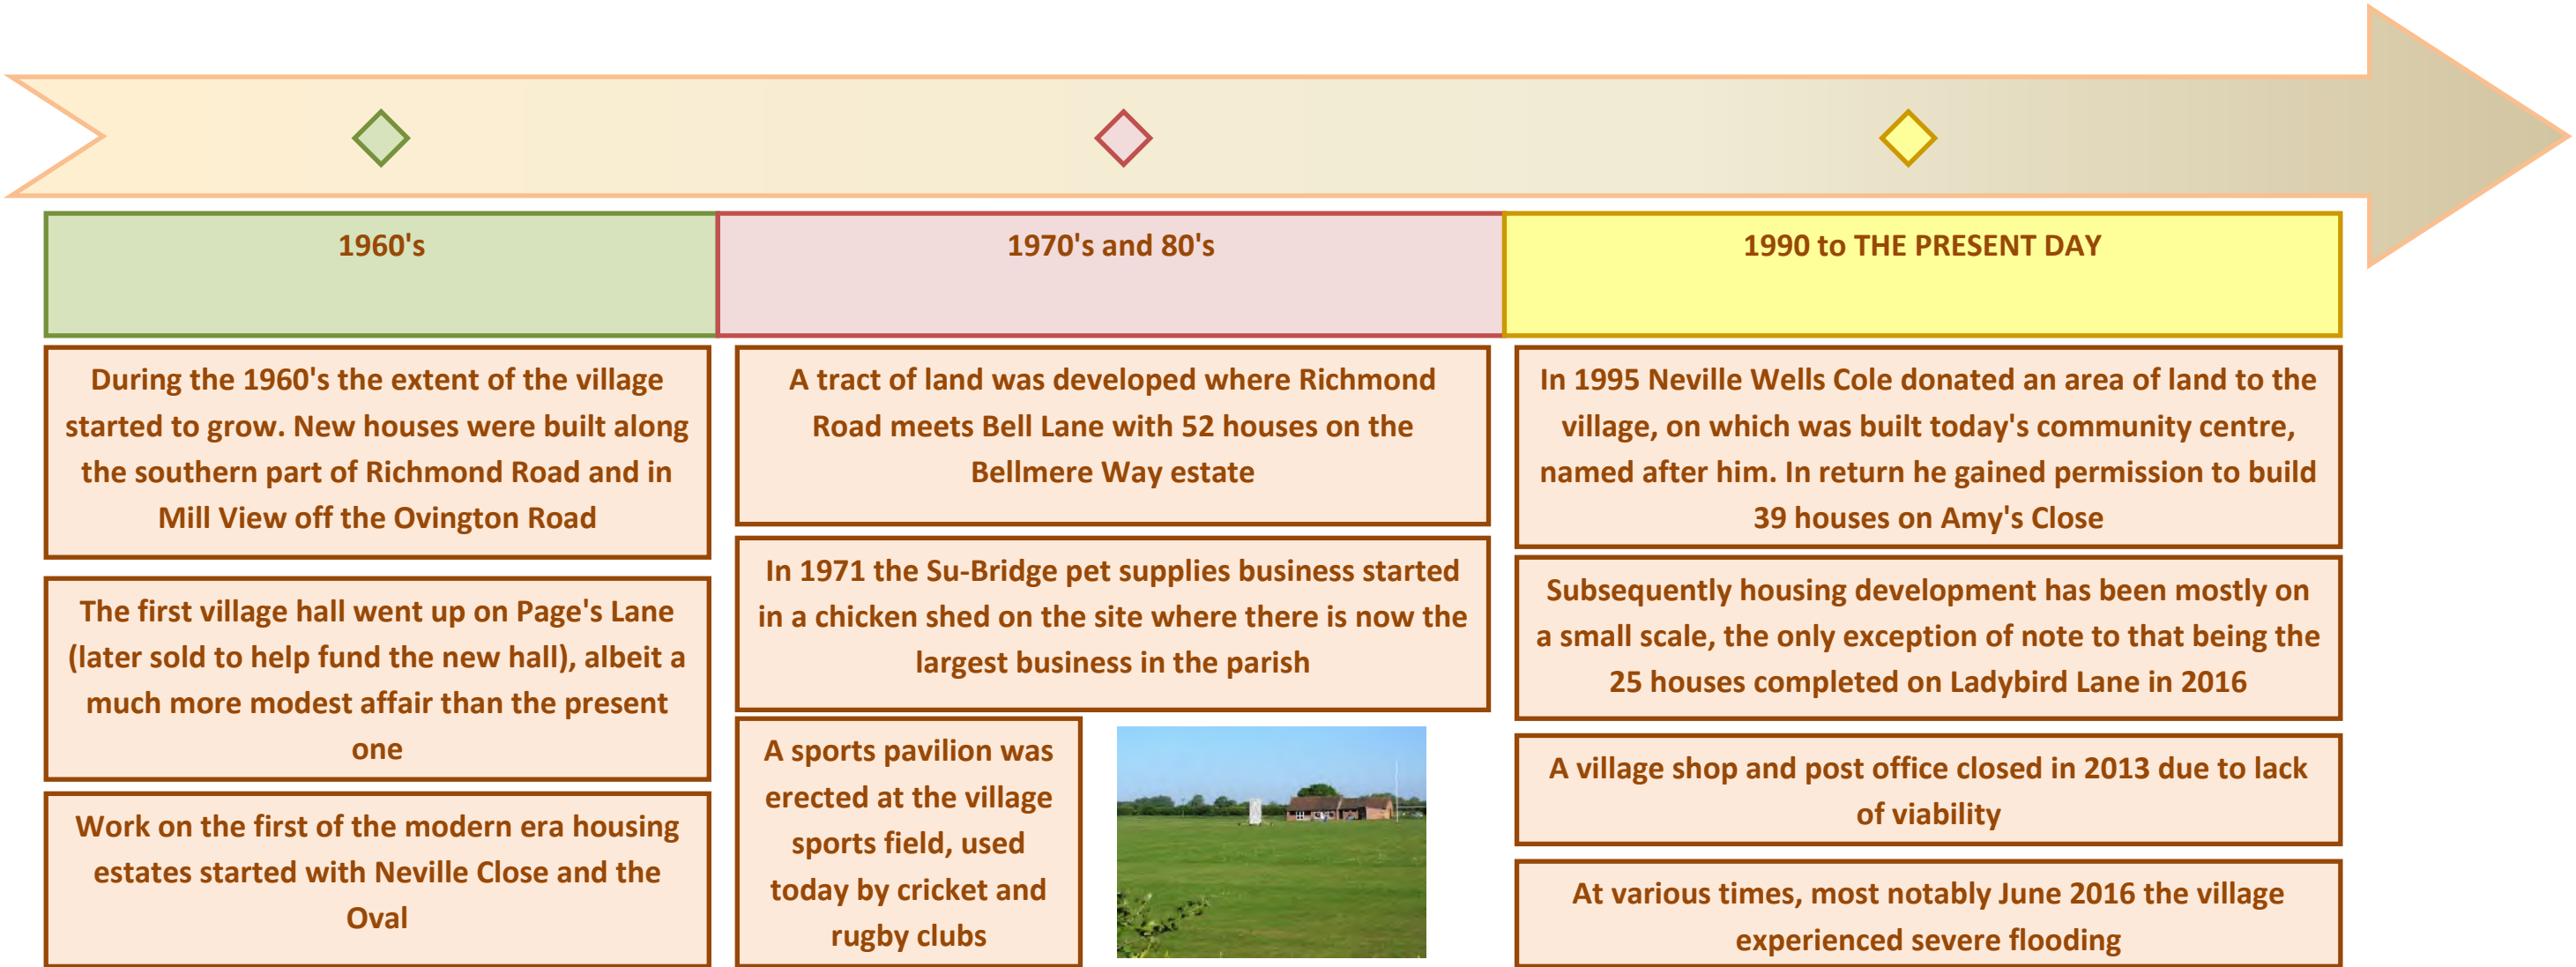 1960's
During the 1960's the extent of the village
started to grow. New houses were built along
the southern part of Richmond Road and in
Mill View off the Ovington Road
The first village hall went up on Page's Lane
(later sold to help fund the new hall), albeit a
much more modest affair than the present
one
Work on the first of the modern era housing
estates started with Neville Close and the
Oval
1970's and 80's
A tract of land was developed where Richmond
Road meets Bell Lane with 52 houses on the
Bellmere Way estate
In 1971 the Su-Bridge pet supplies business started
in a chicken shed on the site where there is now the
largest business in the parish
A sports pavilion was
erected at the village
sports field, used
today by cricket and
rugby clubs
1990 to THE PRESENT DAY
In 1995 Neville Wells Cole donated an area of land to the
village, on which was built today's community centre,
named after him. In return he gained permission to build
39 houses on Amy's Close
Subsequently housing development has been mostly on
a small scale, the only exception of note to that being the
25 houses completed on Ladybird Lane in 2016
A village shop and post office closed in 2013 due to lack
of viability
At various times, most notably June 2016 the village
experienced severe flooding